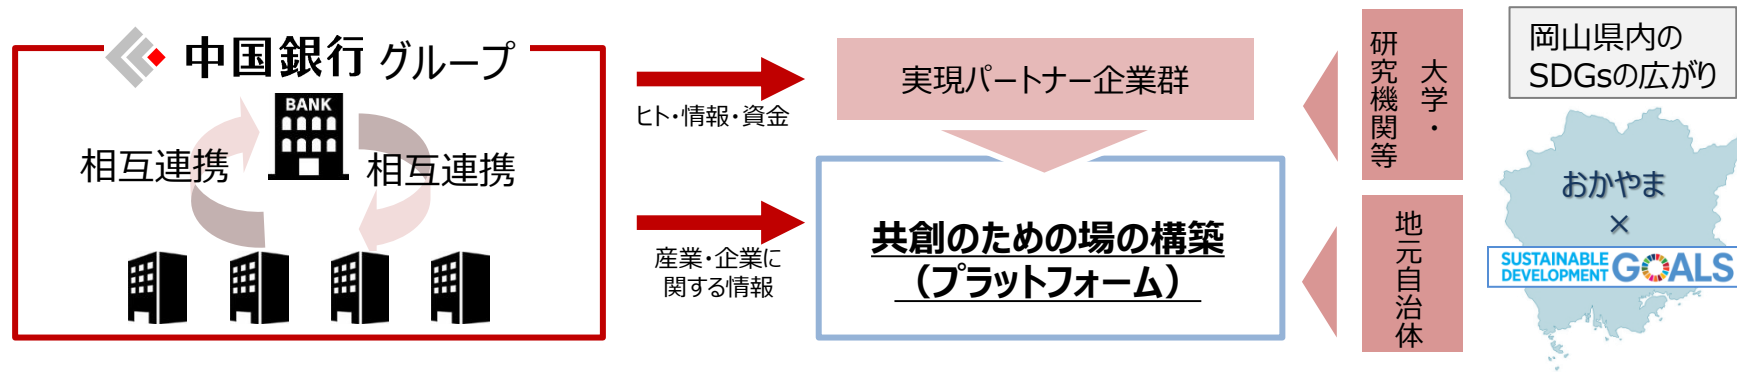 中国銀行 グループ
BANK
相互連携
相互連携
ヒト・情報・資金
産業・企業に
関する情報
実現パートナー企業群
共創のための場の構築
（プラットフォーム）
大学・
研究機関等
地元自治体
岡山県内の
SDGsの広がり
おかやま
×
SUSTAINABLE
DEVELOPMENT
GOALS